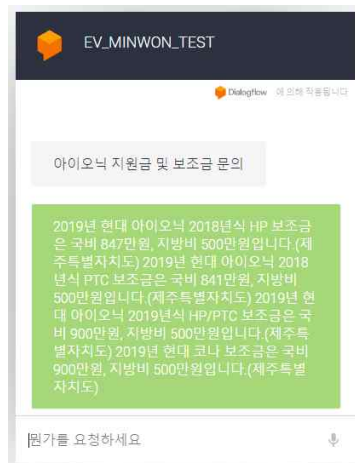 EV_MINWON_TEST
Dialogflow 에 의해 작동됩니다
아이오닉 지원금 및 보조금 문의
2019년 현대 아이오닉 2018년식 HP 보조금
은 국비 847만원, 지방비 500만원입니다.(제
주특별자치도) 2019년 현대 아이오닉 2018
년식 PTC 보조금은 국비 841만원, 지방비
500만원입니다.(제주특별자치도) 2019년 현
대 아이오닉 2019년식 HP/PTC 보조금은 국
비 900만원, 지방비 500만원입니다.(제주특
별자치도) 2019년 현대 코나 보조금은 국비
900만원, 지방비 500만원입니다.(제주특별
자치도)
뭔가를 요청하세요